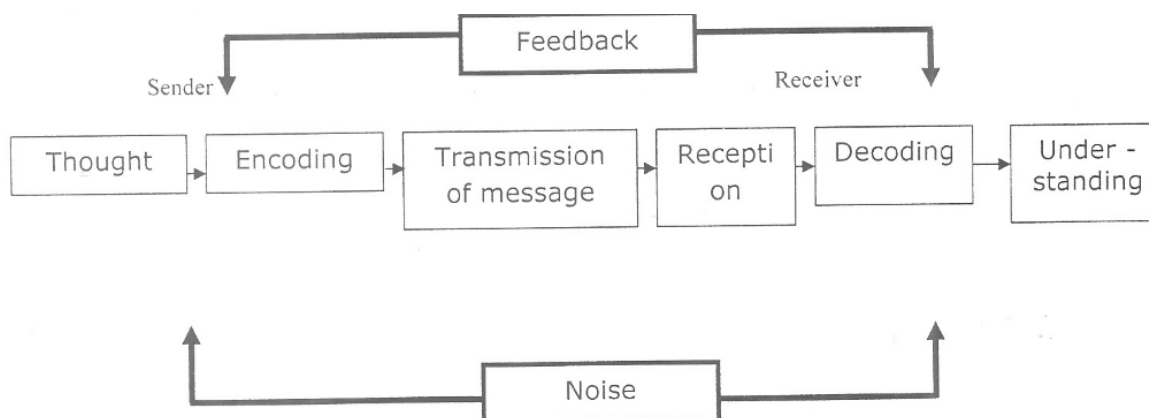 Feedback
Sender
Receiver
Thought
Encoding
Transmission
of message
Recepti
on
Decoding
Under -
standing
Noise